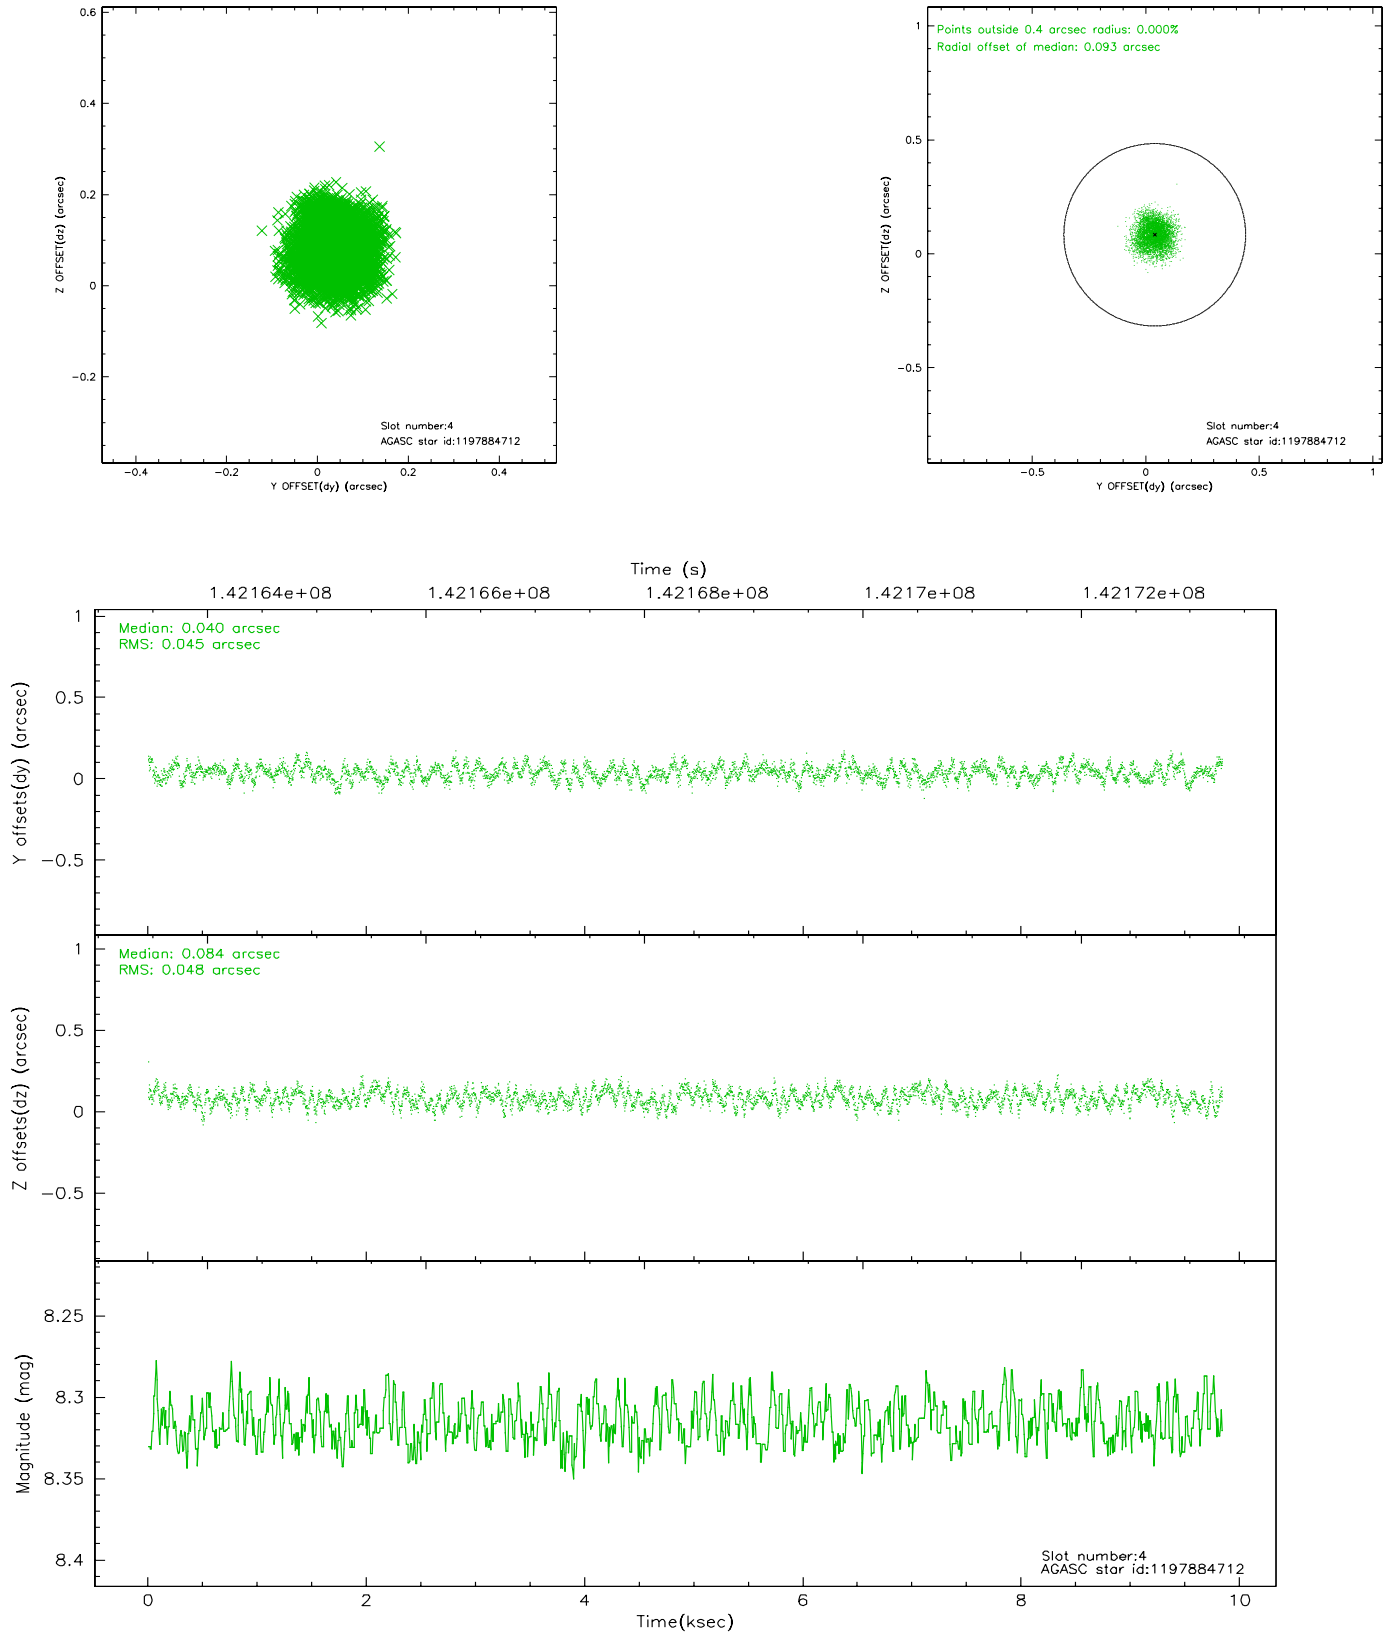 0.6
0.4
0.2
0
−0.2
−0.4
−0.2
0
0.2
0.4
Z OFFSET(dz) (arcsec)
Y OFFSET(dy) (arcsec)
Slot number:4
AGASC star id:1197884712
Points outside 0.4 arcsec radius: 0.000%
Radial offset of median: 0.093 arcsec
1
0.5
0
−0.5
−0.5
0
0.5
1
Z OFFSET(dz) (arcsec)
Y OFFSET(dy) (arcsec)
Slot number:4
AGASC star id:1197884712
Time (s)
1.42164e+08 1.42166e+08 1.42168e+08 1.4217e+08 1.42172e+08
Median: 0.040 arcsec
RMS: 0.045 arcsec
1
0.5
0
−0.5
Y offsets(dy) (arcsec)
Median: 0.084 arcsec
RMS: 0.048 arcsec
1
0.5
0
−0.5
Z offsets(dz) (arcsec)
8.25
8.3
8.35
8.4
Magnitude (mag)
Slot number:4
AGASC star id:1197884712
0 2 4 6 8 10
Time(ksec)